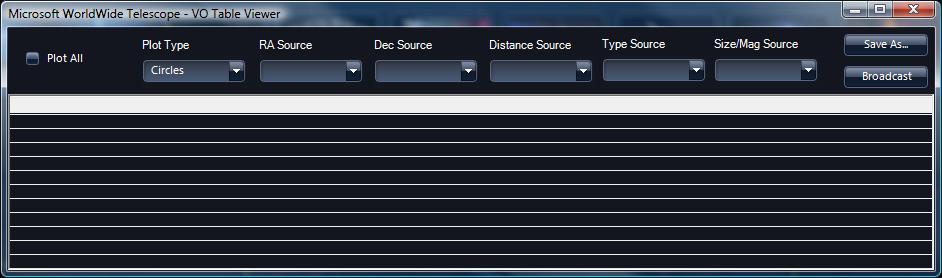 Microsoft WorldWide Telescope - VO Table Viewer
Plot All
Plot Type
RA Source
Dec Source
Distance Source
Type Source
Size/Mag Source
Circles
Save As...
Broadcast